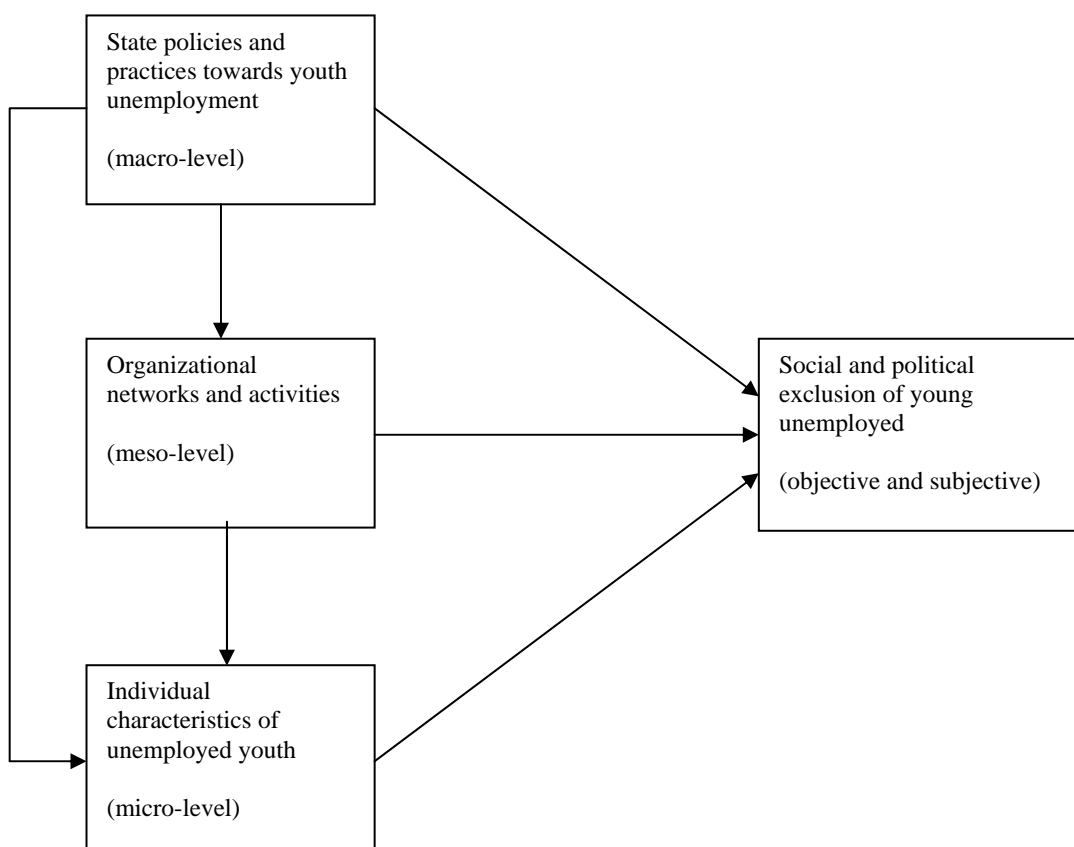 State policies and
practices towards youth
unemployment
(macro-level)
Organizational
networks and activities
(meso-level)
Social and political
exclusion of young
unemployed
(objective and subjective)
Individual
characteristics of
unemployed youth
(micro-level)